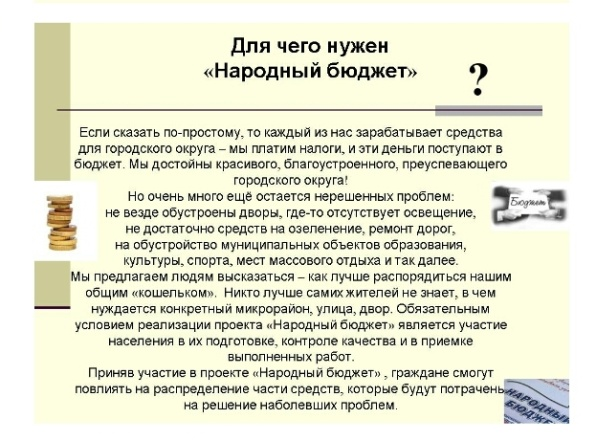 Для чего нужен
«Народный бюджет»
?
Если сказать по-простому, то каждый из нас зарабатывает средства
для городского округа – мы платим налоги, и эти деньги поступают в
бюджет. Мы достойны красивого, благоустроенного, преуспевающего
городского округа!
Но очень много ещё остается нерешенных проблем:
не везде обустроены дворы, где-то отсутствует освещение,
не достаточно средств на озеленение, ремонт дорог,
на обустройство муниципальных объектов образования,
культуры, спорта, мест массового отдыха и так далее.
Мы предлагаем людям высказаться – как лучше распорядиться нашим
общим «кошельком». Никто лучше самих жителей не знает, в чем
нуждается конкретный микрорайон, улица, двор. Обязательным
условием реализации проекта «Народный бюджет» является участие
населения в их подготовке, контроле качества и в приемке
выполненных работ.
Приняв участие в проекте «Народный бюджет» , граждане смогут
повлиять на распределение части средств, которые будут потрачены
на решение наболевших проблем.
Бюджет
НАРОДНЫЙ
БЮДЖЕТ